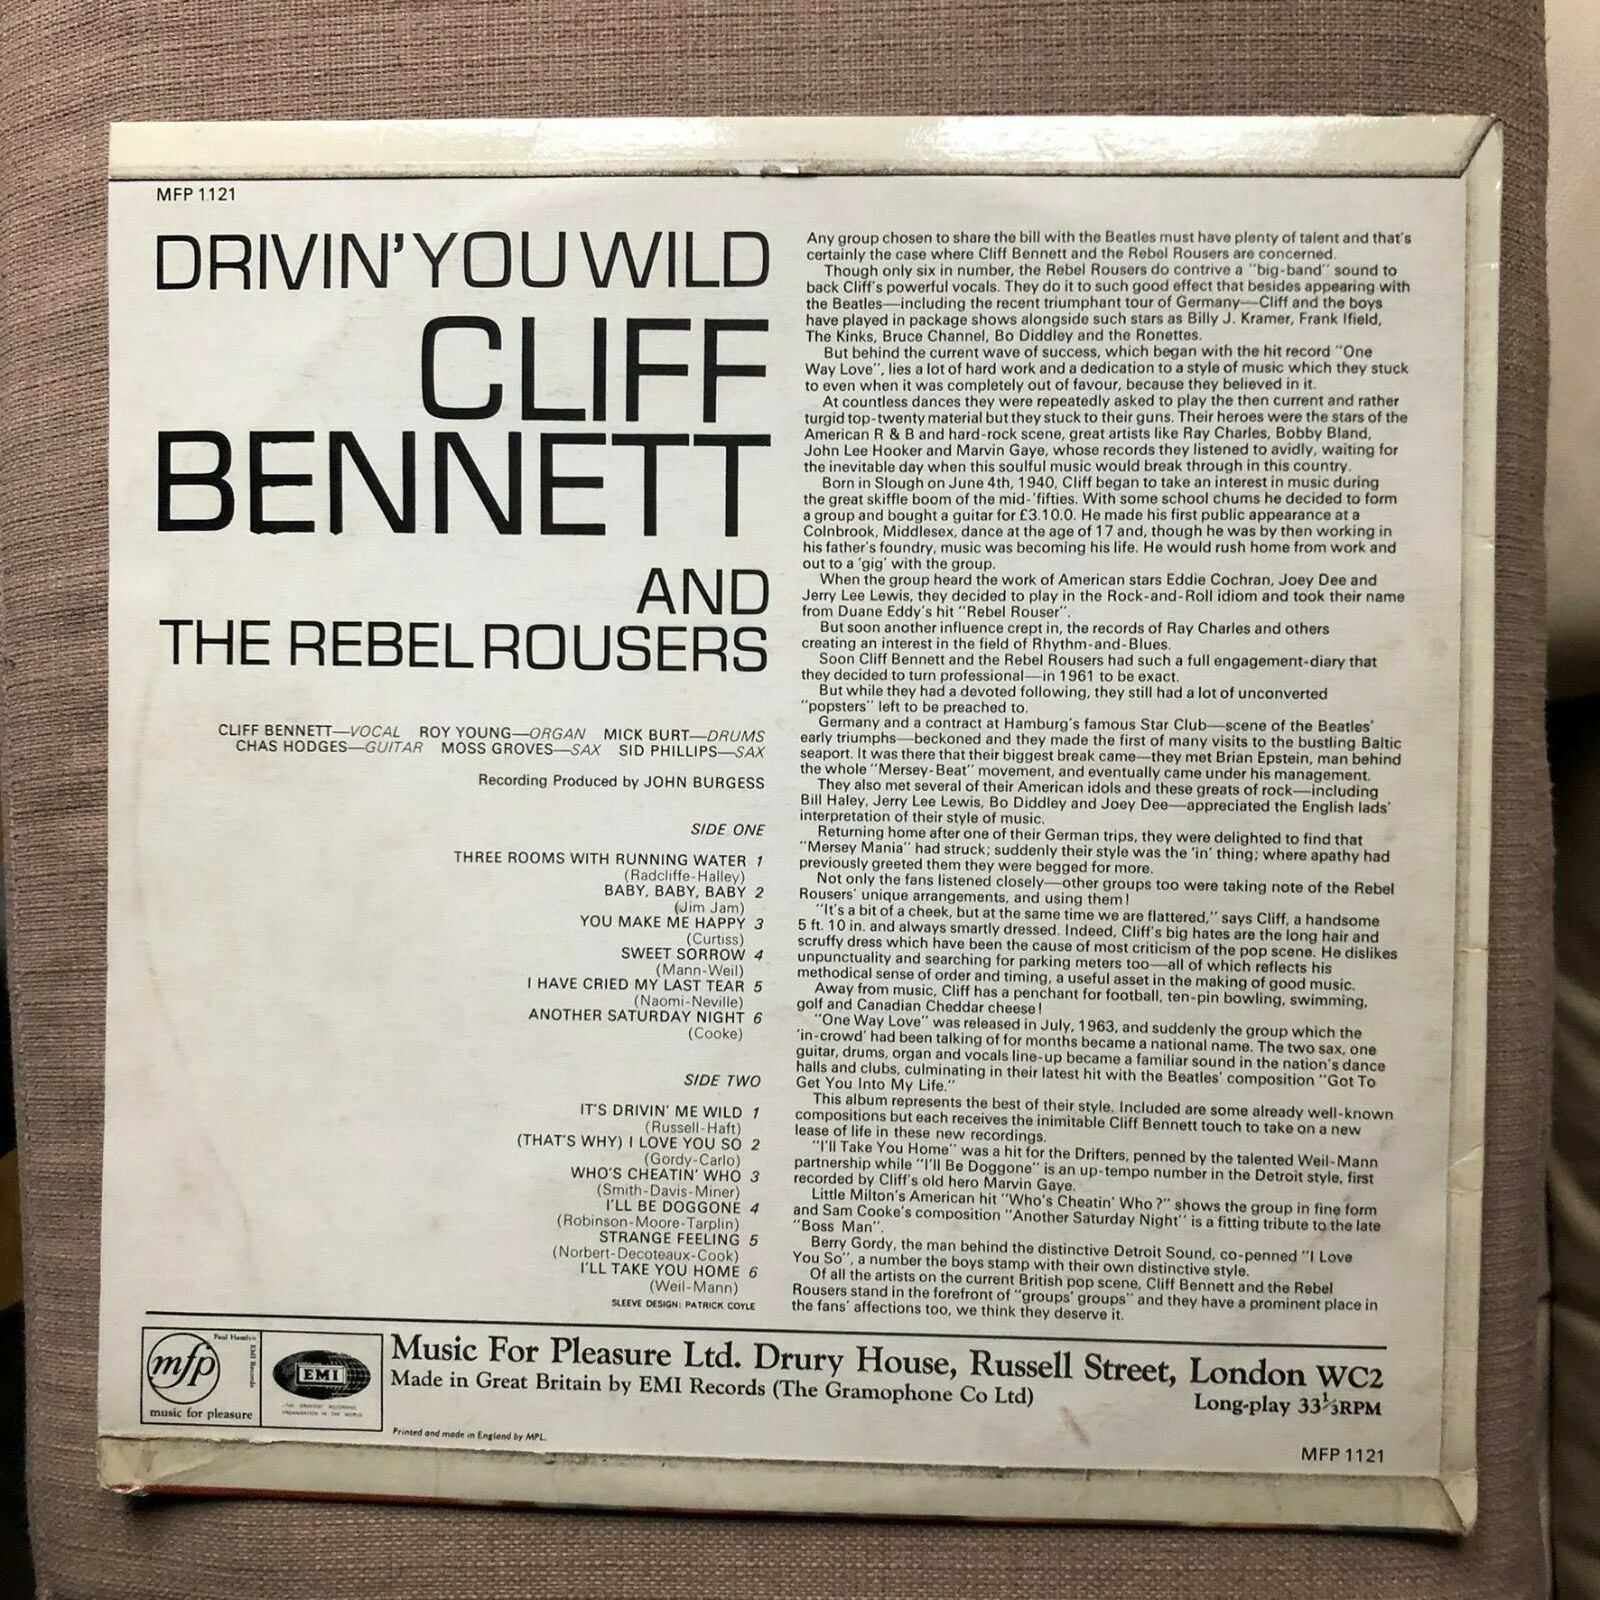 MFP 1121
DRIVIN' YOU WILD
CLIFF
BENNETT
AND
THE REBEL ROUSERS
CLIFF BENNETT—VOCAL ROY YOUNG—ORGAN MICK BURT—DRUMS
CHAS HODGES—GUITAR MOSS GROVES—SAX SID PHILLIPS—SAX
Recording Produced by JOHN BURGESS
SIDE ONE
THREE ROOMS WITH RUNNING WATER 1
(Radcliffe-Halley)
BABY, BABY, BABY 2
(Jim Jam)
YOU MAKE ME HAPPY 3
(Curtiss)
SWEET SORROW 4
(Mann-Weil)
I HAVE CRIED MY LAST TEAR 5
(Naomi-Neville)
ANOTHER SATURDAY NIGHT 6
(Cooke)
SIDE TWO
IT'S DRIVIN' ME WILD 1
(Russell-Haft)
(THAT'S WHY) I LOVE YOU SO 2
(Gordy-Carlo)
WHO'S CHEATIN' WHO 3
(Smith-Davis-Miner)
I'LL BE DOGGONE 4
(Robinson-Moore-Tarplin)
STRANGE FEELING 5
(Norbert-Decoteaux-Cook)
I'LL TAKE YOU HOME 6
(Weil-Mann)
SLEEVE DESIGN: PATRICK COYLE
Any group chosen to share the bill with the Beatles must have plenty of talent and that's
certainly the case where Cliff Bennett and the Rebel Rousers are concerned.
Though only six in number, the Rebel Rousers do contrive a "big-band" sound to
back Cliff's powerful vocals. They do it to such good effect that besides appearing with
the Beatles—including the recent triumphant tour of Germany—Cliff and the boys
have played in package shows alongside such stars as Billy J. Kramer, Frank Ifield,
The Kinks, Bruce Channel, Bo Diddley and the Ronettes.
But behind the current wave of success, which began with the hit record "One
Way Love", lies a lot of hard work and a dedication to a style of music which they stuck
to even when it was completely out of favour, because they believed in it.
At countless dances they were repeatedly asked to play the then current and rather
turgid top-twenty material but they stuck to their guns. Their heroes were the stars of the
American R & B and hard-rock scene, great artists like Ray Charles, Bobby Bland,
John Lee Hooker and Marvin Gaye, whose records they listened to avidly, waiting for
the inevitable day when this soulful music would break through in this country.
Born in Slough on June 4th, 1940, Cliff began to take an interest in music during
the great skiffle boom of the mid-'fifties. With some school chums he decided to form
a group and bought a guitar for £3.10.0. He made his first public appearance at a
Colnbrook, Middlesex, dance at the age of 17 and, though he was by then working in
his father's foundry, music was becoming his life. He would rush home from work and
out to a 'gig' with the group.
When the group heard the work of American stars Eddie Cochran, Joey Dee and
Jerry Lee Lewis, they decided to play in the Rock-and-Roll idiom and took their name
from Duane Eddy's hit "Rebel Rouser".
But soon another influence crept in, the records of Ray Charles and others
creating an interest in the field of Rhythm-and-Blues.
Soon Cliff Bennett and the Rebel Rousers had such a full engagement-diary that
they decided to turn professional—in 1961 to be exact.
But while they had a devoted following, they still had a lot of unconverted
"popsters" left to be preached to.
Germany and a contract at Hamburg's famous Star Club—scene of the Beatles'
early triumphs—beckoned and they made the first of many visits to the bustling Baltic
seaport. It was there that their biggest break came—they met Brian Epstein, man behind
the whole "Mersey-Beat" movement, and eventually came under his management.
They also met several of their American idols and these greats of rock—including
Bill Haley, Jerry Lee Lewis, Bo Diddley and Joey Dee—appreciated the English lads'
interpretation of their style of music.
Returning home after one of their German trips, they were delighted to find that
"Mersey Mania" had struck; suddenly their style was the 'in' thing; where apathy had
previously greeted them they were begged for more.
Not only the fans listened closely—other groups too were taking note of the Rebel
Rousers' unique arrangements, and using them!
"It's a bit of a cheek, but at the same time we are flattered," says Cliff, a handsome
5 ft. 10 in. and always smartly dressed. Indeed, Cliff's big hates are the long hair and
scruffy dress which have been the cause of most criticism of the pop scene. He dislikes
unpunctuality and searching for parking meters too—all of which reflects his
methodical sense of order and timing, a useful asset in the making of good music.
Away from music, Cliff has a penchant for football, ten-pin bowling, swimming,
golf and Canadian Cheddar cheese!
"One Way Love" was released in July, 1963, and suddenly the group which the
'in-crowd' had been talking of for months became a national name. The two sax, one
guitar, drums, organ and vocals line-up became a familiar sound in the nation's dance
halls and clubs, culminating in their latest hit with the Beatles' composition "Got To
Get You Into My Life."
This album represents the best of their style. Included are some already well-known
compositions but each receives the inimitable Cliff Bennett touch to take on a new
lease of life in these new recordings.
"I'll Take You Home" was a hit for the Drifters, penned by the talented Weil-Mann
partnership while "I'll Be Doggone" is an up-tempo number in the Detroit style, first
recorded by Cliff's old hero Marvin Gaye.
Little Milton's American hit "Who's Cheatin' Who?" shows the group in fine form
and Sam Cooke's composition "Another Saturday Night" is a fitting tribute to the late
"Boss Man".
Berry Gordy, the man behind the distinctive Detroit Sound, co-penned "I Love
You So", a number the boys stamp with their own distinctive style.
Of all the artists on the current British pop scene, Cliff Bennett and the Rebel
Rousers stand in the forefront of "groups' groups" and they have a prominent place in
the fans' affections too, we think they deserve it.
mfp
Paul Hamlyn
EMI Records
music for pleasure
EMI
THE GREATEST RECORDING
ORGANISATION IN THE WORLD
Music For Pleasure Ltd. Drury House, Russell Street, London WC2
Made in Great Britain by EMI Records (The Gramophone Co Ltd)
Long-play 33⅓RPM
Printed and made in England by MPL.
MFP 1121